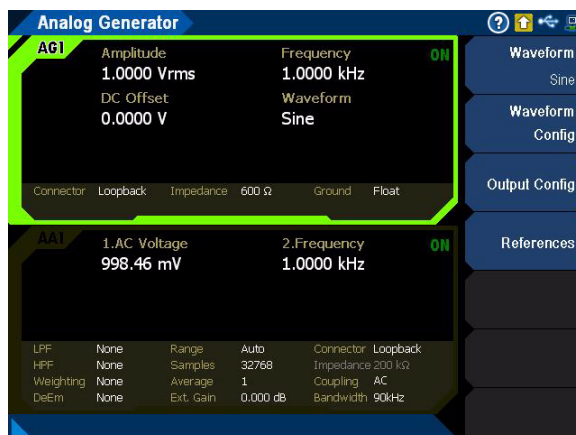 Analog Generator
AG1
Amplitude Frequency ON
1.0000 Vrms 1.0000 kHz
DC Offset Waveform
0.0000 V Sine
Connector Loopback Impedance 600 Ω Ground Float
AA1
1.AC Voltage 2.Frequency ON
998.46 mV 1.0000 kHz
LPF None Range Auto Connector Loopback
HPF None Samples 32768 Impedance 200 kΩ
Weighting None Average 1 Coupling AC
DeEm None Ext. Gain 0.000 dB Bandwidth 90kHz
Waveform
Sine
Waveform
Config
Output Config
References